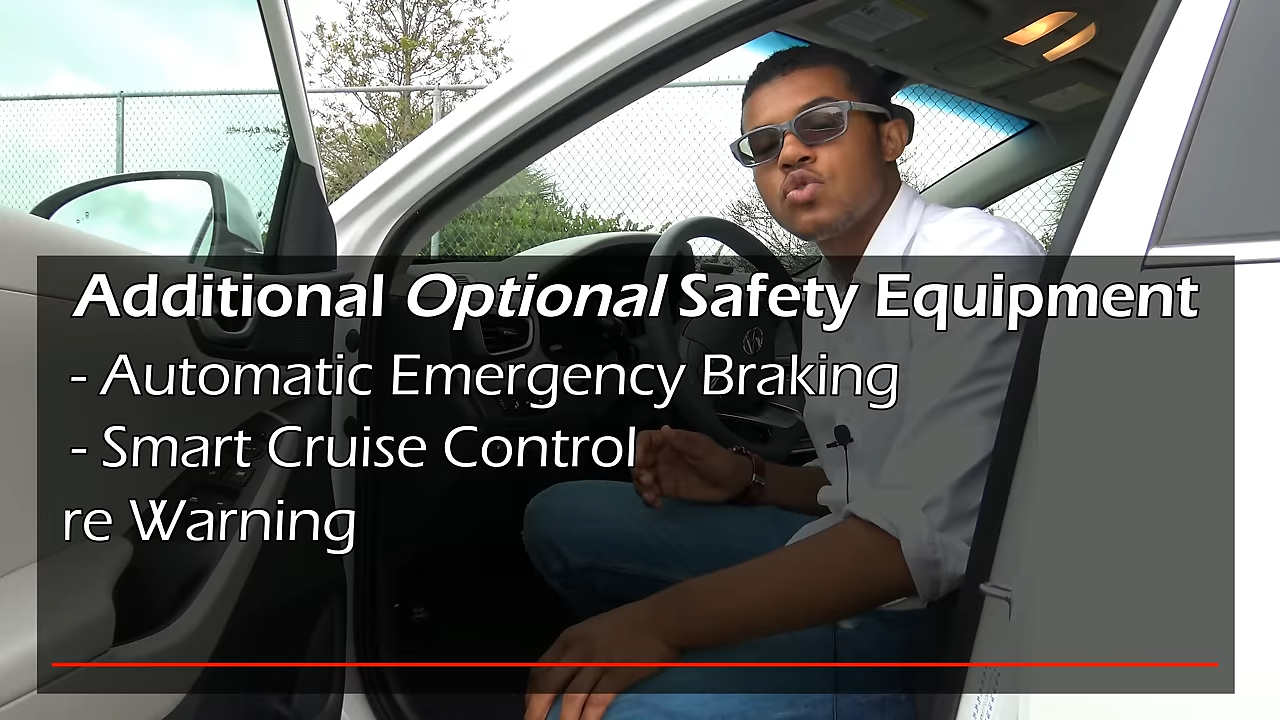 Additional Optional Safety Equipment
- Automatic Emergency Braking
- Smart Cruise Control
re Warning